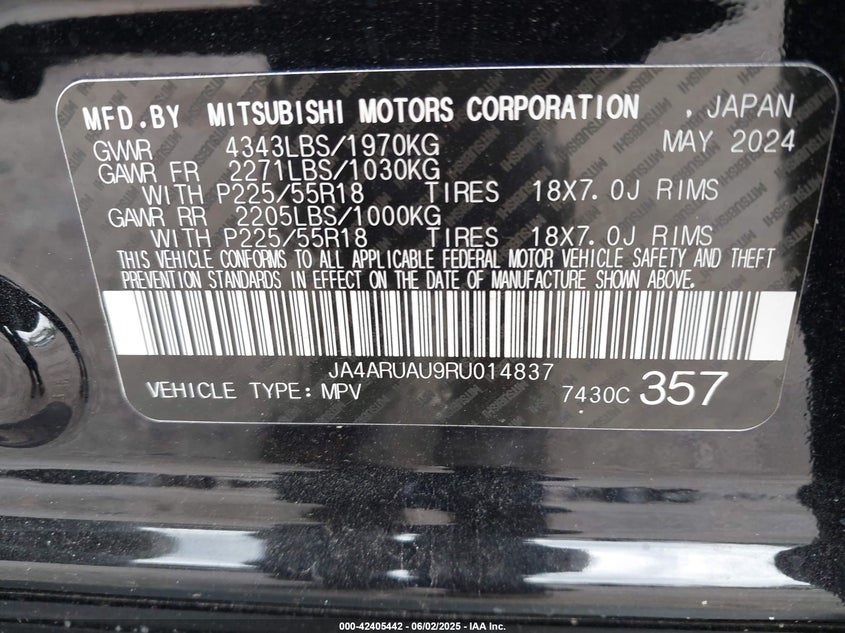 MFD.BY MITSUBISHI MOTORS CORPORATION , JAPAN
GVWR 4343LBS/1970KG MAY 2024
GAWR FR 2271LBS/1030KG
WITH P225/55R18 TIRES 18X7.0J RIMS
GAWR RR 2205LBS/1000KG
WITH P225/55R18 TIRES 18X7.0J RIMS
THIS VEHICLE CONFORMS TO ALL APPLICABLE FEDERAL MOTOR VEHICLE SAFETY AND THEFT
PREVENTION STANDARDS IN EFFECT ON THE DATE OF MANUFACTURE SHOWN ABOVE.
JA4ARUAU9RU014837
VEHICLE TYPE: MPV 7430C 357
000-42405442 - 06/02/2025 - IAA Inc.